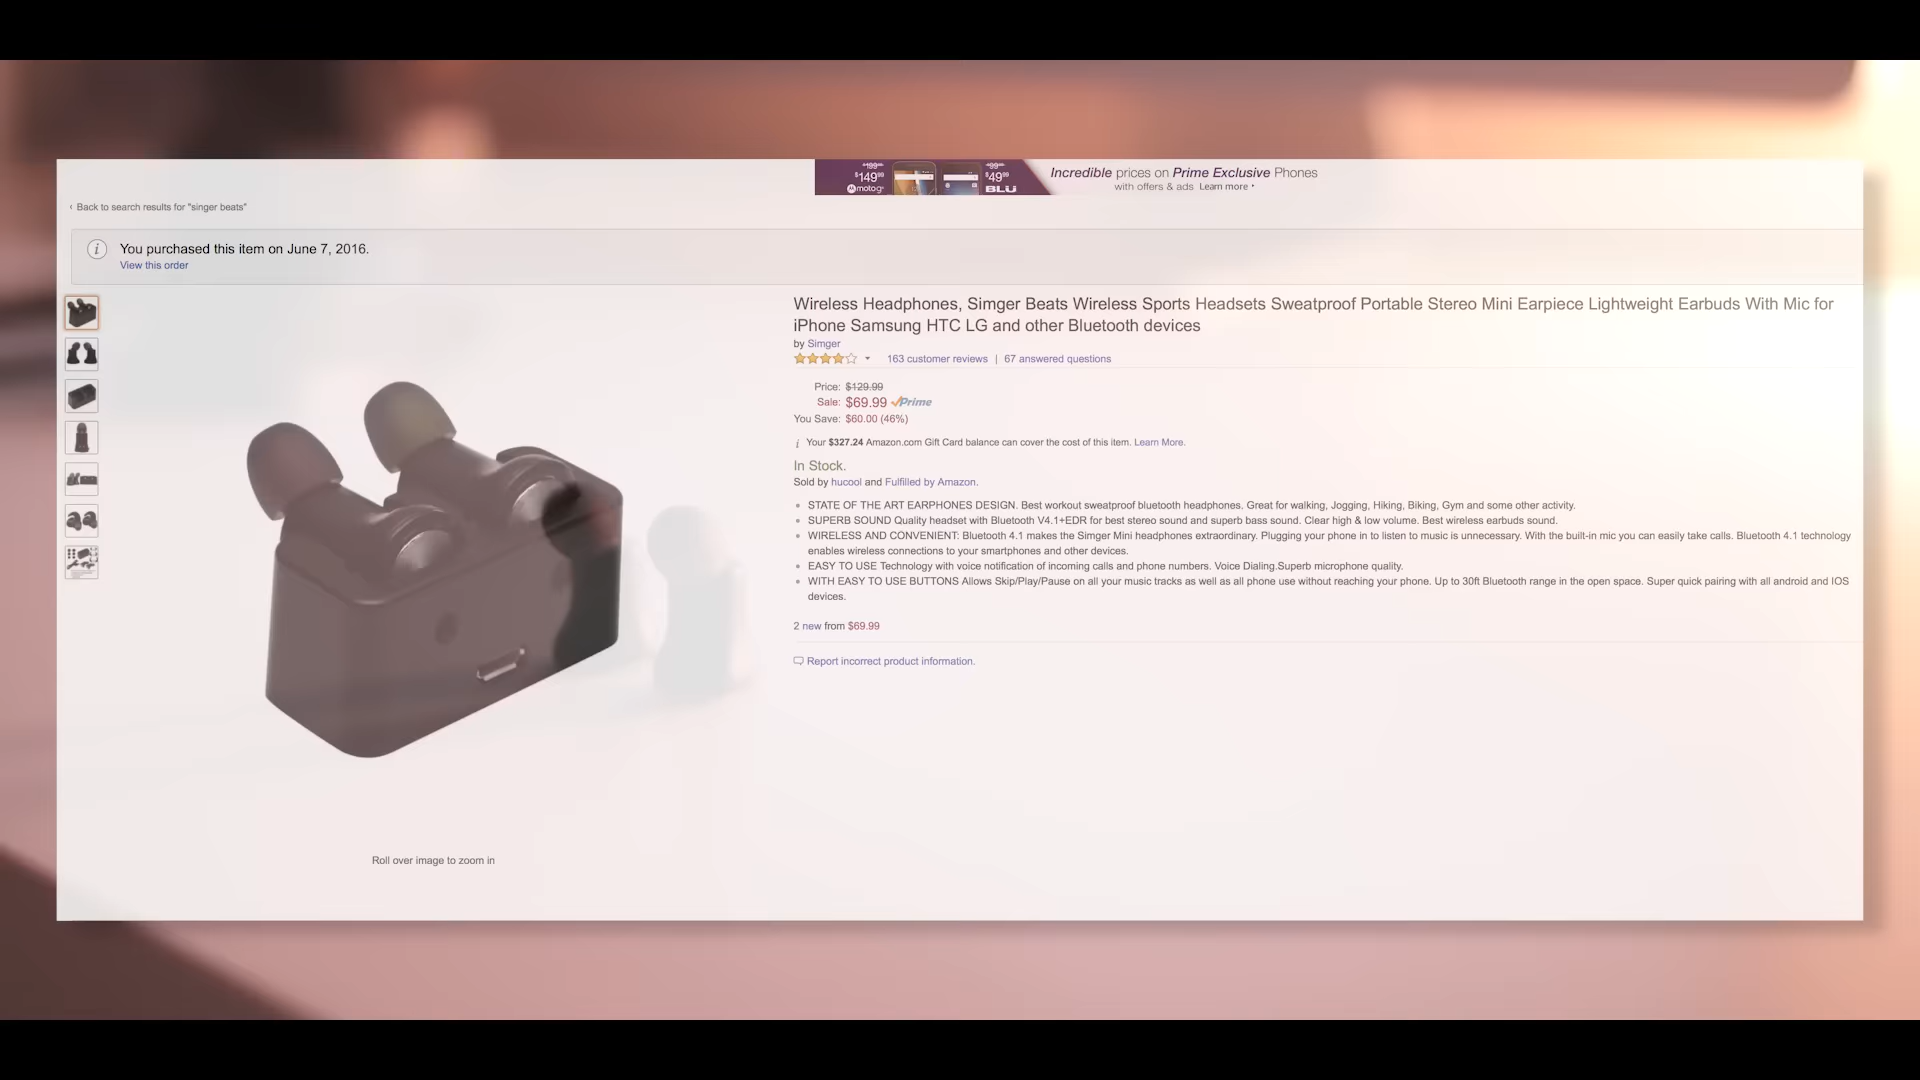 $199.99 $149.99 motog
$99.99 $49.99 BLU
Incredible prices on Prime Exclusive Phones
with offers & ads Learn more
‹ Back to search results for "singer beats"
You purchased this item on June 7, 2016.
View this order
Wireless Headphones, Simger Beats Wireless Sports Headsets Sweatproof Portable Stereo Mini Earpiece Lightweight Earbuds With Mic for
iPhone Samsung HTC LG and other Bluetooth devices
by Simger
163 customer reviews | 67 answered questions
Price: $129.99
Sale: $69.99 Prime
You Save: $60.00 (46%)
Your $327.24 Amazon.com Gift Card balance can cover the cost of this item. Learn More.
In Stock.
Sold by hucool and Fulfilled by Amazon.
STATE OF THE ART EARPHONES DESIGN. Best workout sweatproof bluetooth headphones. Great for walking, Jogging, Hiking, Biking, Gym and some other activity.
SUPERB SOUND Quality headset with Bluetooth V4.1+EDR for best stereo sound and superb bass sound. Clear high & low volume. Best wireless earbuds sound.
WIRELESS AND CONVENIENT: Bluetooth 4.1 makes the Simger Mini headphones extraordinary. Plugging your phone in to listen to music is unnecessary. With the built-in mic you can easily take calls. Bluetooth 4.1 technology
enables wireless connections to your smartphones and other devices.
EASY TO USE Technology with voice notification of incoming calls and phone numbers. Voice Dialing.Superb microphone quality.
WITH EASY TO USE BUTTONS Allows Skip/Play/Pause on all your music tracks as well as all phone use without reaching your phone. Up to 30ft Bluetooth range in the open space. Super quick pairing with all android and IOS
devices.
2 new from $69.99
Report incorrect product information.
Roll over image to zoom in